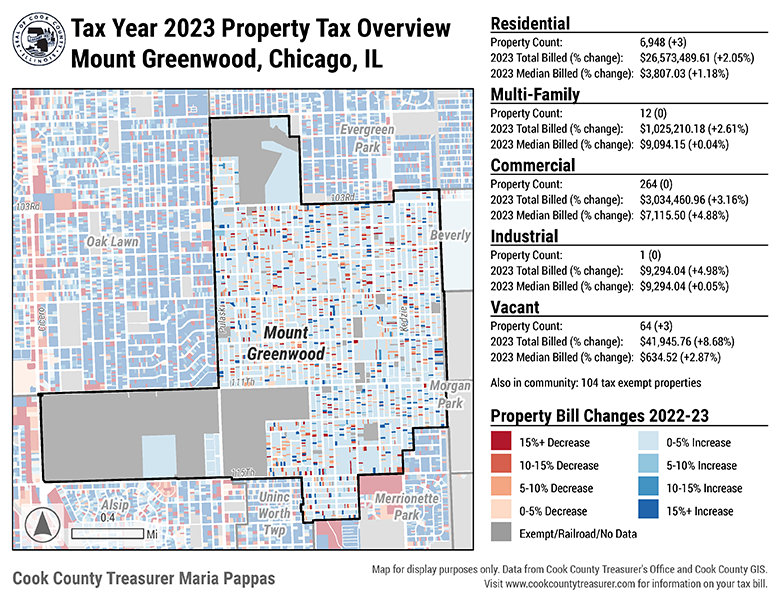 Tax Year 2023 Property Tax Overview
Mount Greenwood, Chicago, IL
Residential
Property Count: 6,948 (+3)
2023 Total Billed (% change): $26,573,489.61 (+2.05%)
2023 Median Billed (% change): $3,807.03 (+1.18%)
Multi-Family
Property Count: 12 (0)
2023 Total Billed (% change): $1,025,210.18 (+2.61%)
2023 Median Billed (% change): $9,094.15 (+0.04%)
Commercial
Property Count: 264 (0)
2023 Total Billed (% change): $3,034,460.96 (+3.16%)
2023 Median Billed (% change): $7,115.50 (+4.88%)
Industrial
Property Count: 1 (0)
2023 Total Billed (% change): $9,294.04 (+4.98%)
2023 Median Billed (% change): $9,294.04 (+0.05%)
Vacant
Property Count: 64 (+3)
2023 Total Billed (% change): $41,945.76 (+8.68%)
2023 Median Billed (% change): $634.52 (+2.87%)
Also in community: 104 tax exempt properties
Property Bill Changes 2022-23
15%+ Decrease
10-15% Decrease
5-10% Decrease
0-5% Decrease
Exempt/Railroad/No Data
0-5% Increase
5-10% Increase
10-15% Increase
15%+ Increase
Evergreen
Park
103Rd
103Rd
Oak Lawn
Beverly
Cicero
Pulaski
Kedzie
Mount
Greenwood
111Th
Morgan
Park
115Th
Alsip
Uninc
Worth
Twp
Merrionette
Park
0.4
Mi
Cook County Treasurer Maria Pappas
Map for display purposes only. Data from Cook County Treasurer's Office and Cook County GIS.
Visit www.cookcountytreasurer.com for information on your tax bill.